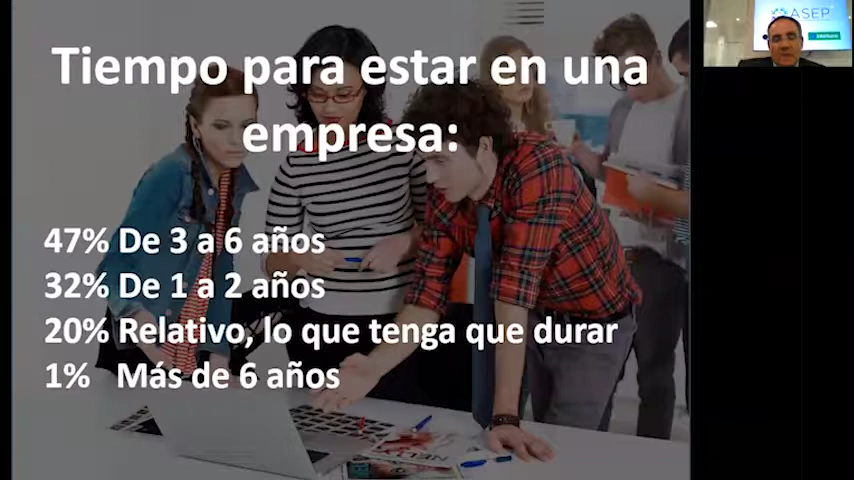 Tiempo para estar en una
empresa:
47% De 3 a 6 años
32% De 1 a 2 años
20% Relativo, lo que tenga que durar
1% Más de 6 años
ASEP